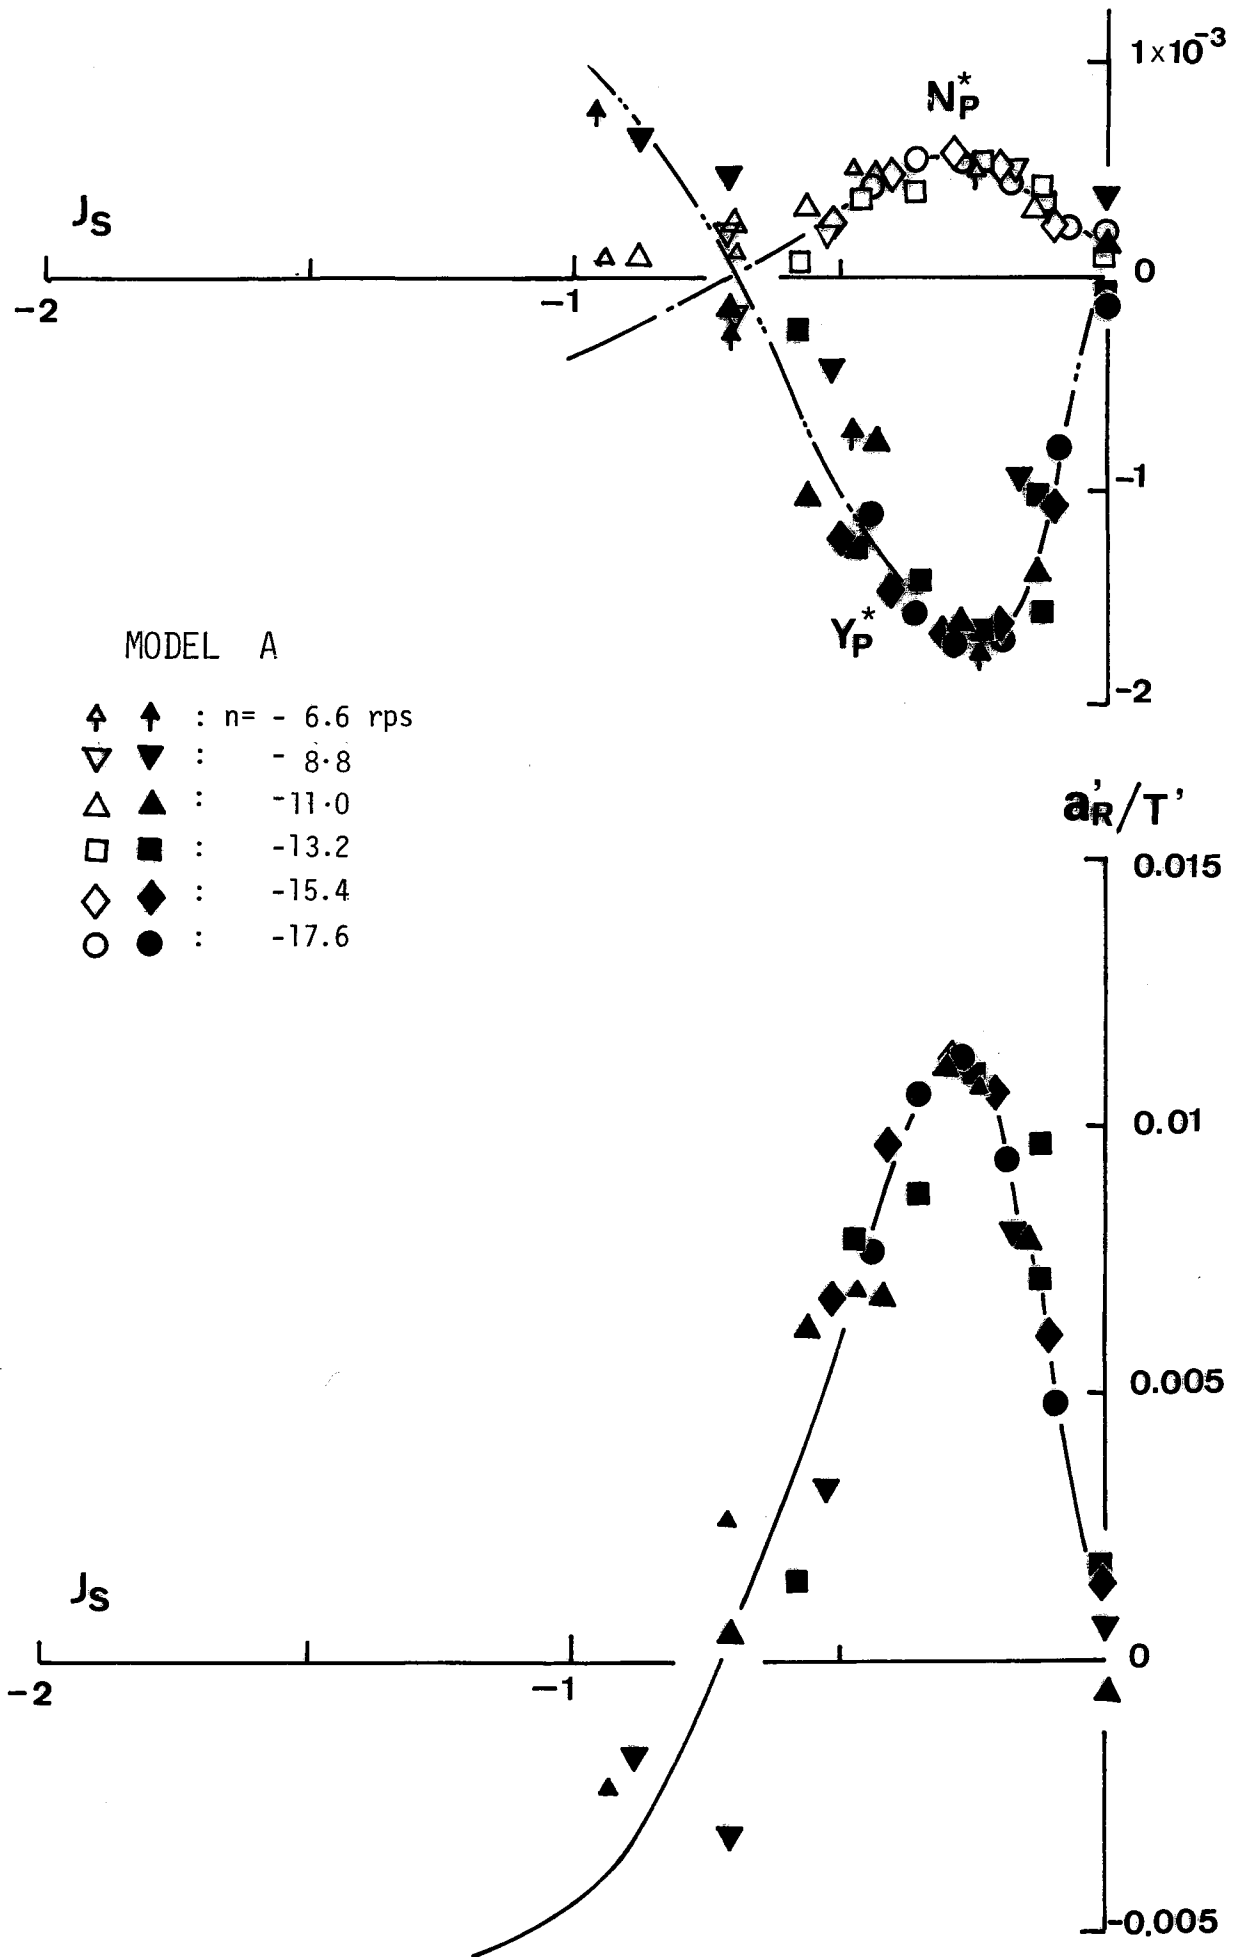 1×10⁻³
N*P
JS
-2
-1
0
-1
Y*P
-2
MODEL A
: n= - 6.6 rps
: - 8.8
: -11.0
: -13.2
: -15.4
: -17.6
a'R/T'
0.015
0.01
0.005
JS
-2
-1
0
-0.005